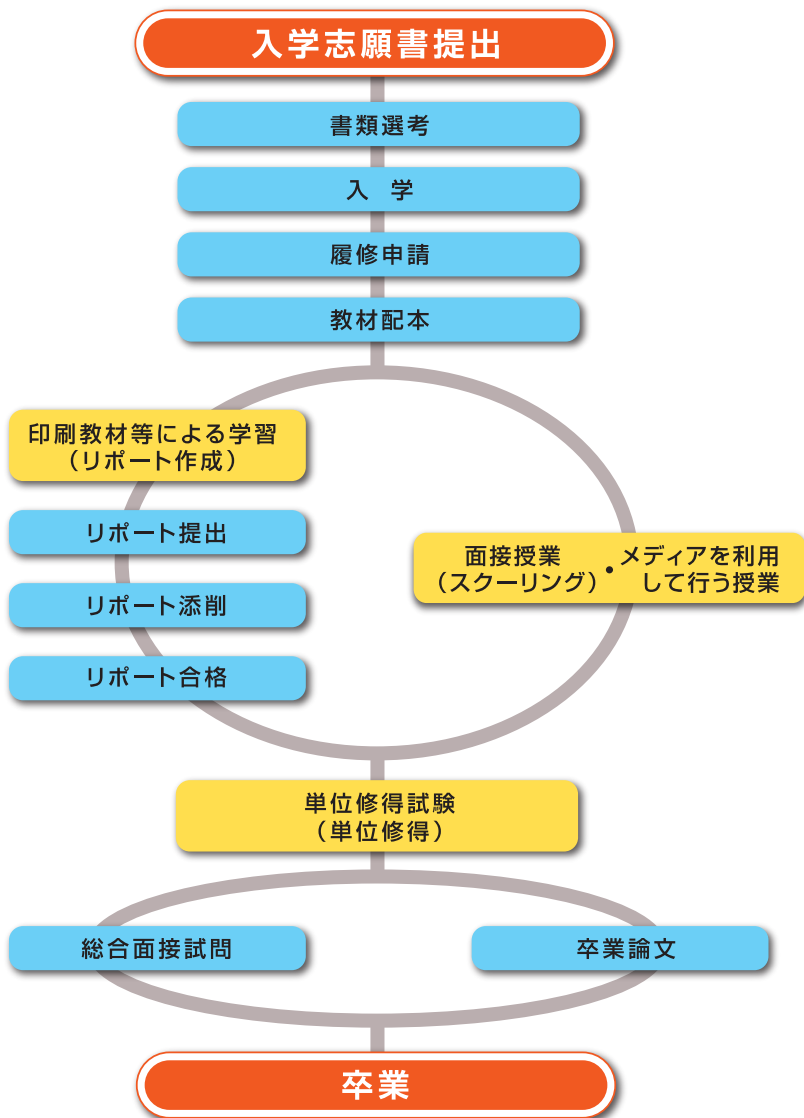 入学志願書提出
書類選考
入　学
履修申請
教材配本
印刷教材等による学習
（リポート作成）
リポート提出
リポート添削
リポート合格
面接授業
（スクーリング）
・
メディアを利用
して行う授業
単位修得試験
（単位修得）
総合面接試問
卒業論文
卒業